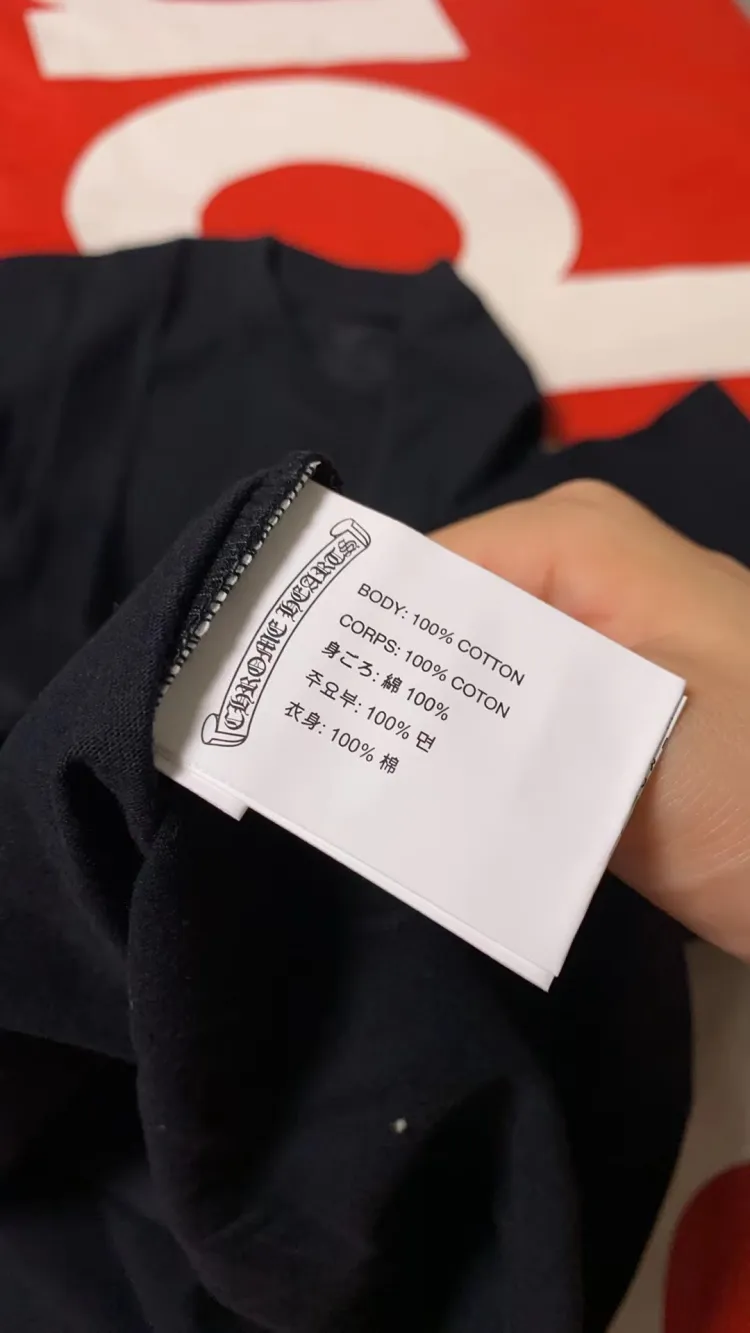 CHROME HEARTS
BODY: 100% COTTON
CORPS: 100% COTON
身ごろ: 綿 100%
주요부: 100% 면
衣身: 100% 棉